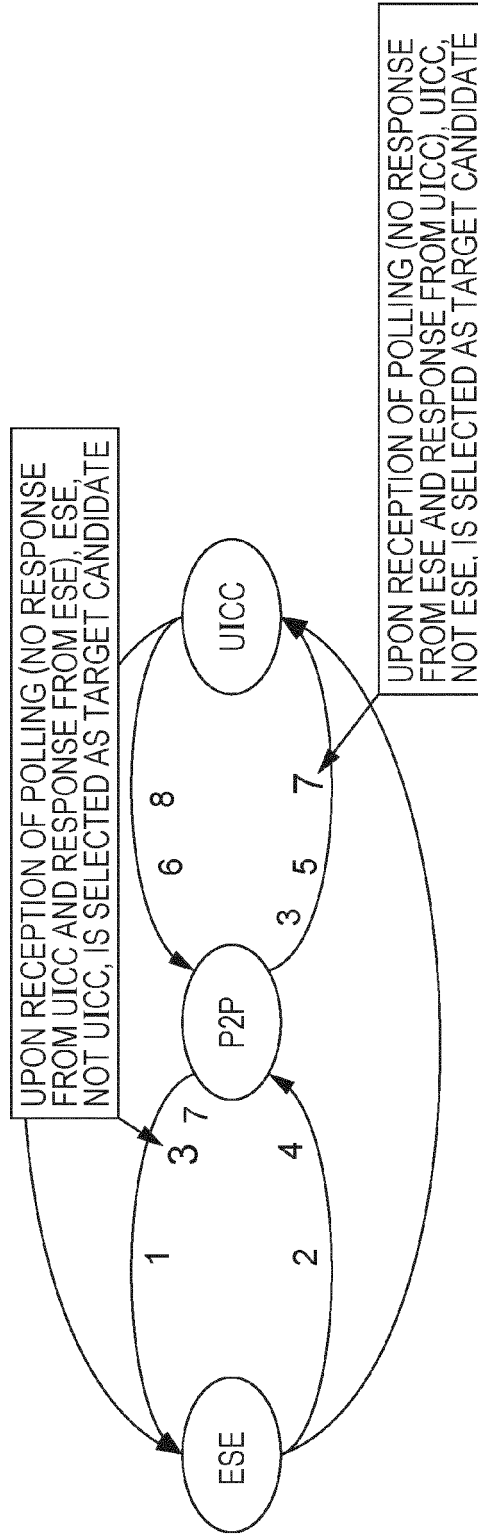 UPON RECEPTION OF POLLING (NO RESPONSE
FROM UICC AND RESPONSE FROM ESE), ESE,
NOT UICC, IS SELECTED AS TARGET CANDIDATE
ESE
1
3
7
2
4
P2P
6
8
3
5
7
UICC
UPON RECEPTION OF POLLING (NO RESPONSE
FROM ESE AND RESPONSE FROM UICC), UICC,
NOT ESE, IS SELECTED AS TARGET CANDIDATE